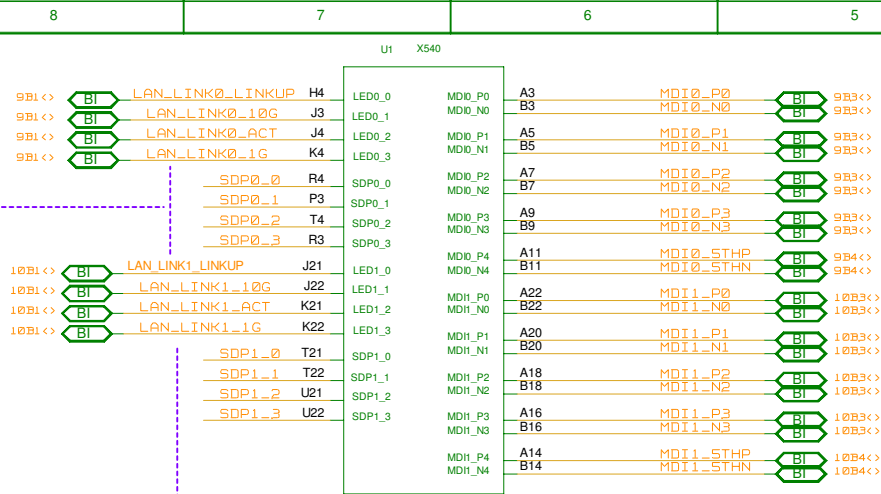 8 7 6 5
U1 X540
9B1<> BI LAN_LINK0_LINKUP H4 LED0_0 MDI0_P0 A3 MDI0_P0 BI 9B3<>
MDI0_N0 B3 MDI0_N0 BI 9B3<>
9B1<> BI LAN_LINK0_10G J3 LED0_1
9B1<> BI LAN_LINK0_ACT J4 LED0_2 MDI0_P1 A5 MDI0_P1 BI 9B3<>
9B1<> BI LAN_LINK0_1G K4 LED0_3 MDI0_N1 B5 MDI0_N1 BI 9B3<>
SDP0_0 R4 SDP0_0 MDI0_P2 A7 MDI0_P2 BI 9B3<>
MDI0_N2 B7 MDI0_N2 BI 9B3<>
SDP0_1 P3 SDP0_1
SDP0_2 T4 SDP0_2 MDI0_P3 A9 MDI0_P3 BI 9B3<>
MDI0_N3 B9 MDI0_N3 BI 9B3<>
SDP0_3 R3 SDP0_3
MDI0_P4 A11 MDI0_5THP BI 9B4<>
10B1<> BI LAN_LINK1_LINKUP J21 LED1_0 MDI0_N4 B11 MDI0_5THN BI 9B4<>
10B1<> BI LAN_LINK1_10G J22 LED1_1 MDI1_P0 A22 MDI1_P0 BI 10B3<>
10B1<> BI LAN_LINK1_ACT K21 LED1_2 MDI1_N0 B22 MDI1_N0 BI 10B3<>
10B1<> BI LAN_LINK1_1G K22 LED1_3 MDI1_P1 A20 MDI1_P1 BI 10B3<>
SDP1_0 T21 SDP1_0 MDI1_N1 B20 MDI1_N1 BI 10B3<>
SDP1_1 T22 SDP1_1 MDI1_P2 A18 MDI1_P2 BI 10B3<>
SDP1_2 U21 SDP1_2 MDI1_N2 B18 MDI1_N2 BI 10B3<>
SDP1_3 U22 SDP1_3 MDI1_P3 A16 MDI1_P3 BI 10B3<>
MDI1_N3 B16 MDI1_N3 BI 10B3<>
MDI1_P4 A14 MDI1_5THP BI 10B4<>
MDI1_N4 B14 MDI1_5THN BI 10B4<>